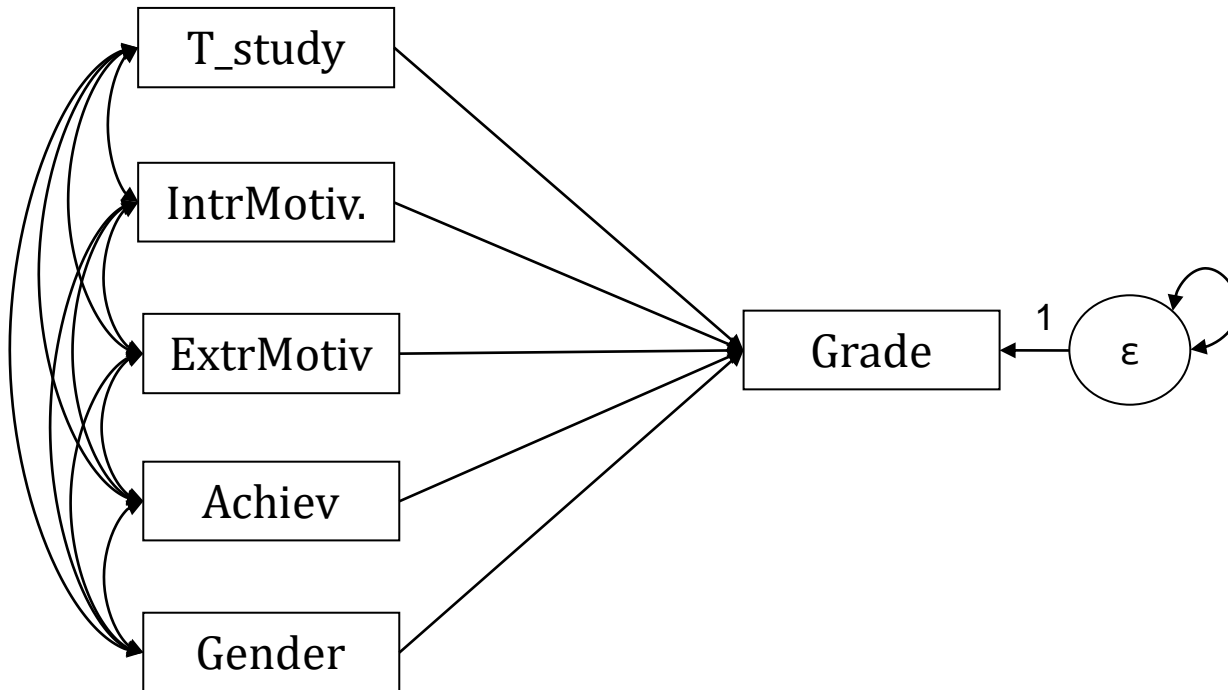 T_study
IntrMotiv.
ExtrMotiv
Achiev
Gender
Grade
1
ε